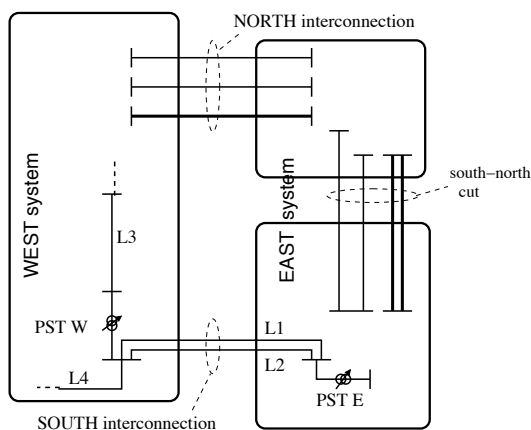 NORTH interconnection
WEST system
EAST system
south–north
cut
L3
PST W
L1
L2
L4
PST E
SOUTH interconnection